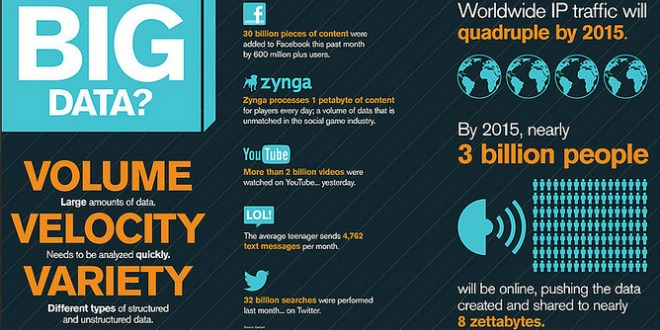 BIG
DATA?
VOLUME
Large amounts of data.
VELOCITY
Needs to be analyzed quickly.
VARIETY
Different types of structured
and unstructured data.
f
30 billion pieces of content were
added to Facebook this past month
by 600 million plus users.
zynga
Zynga processes 1 petabyte of content
for players every day; a volume of data that is
unmatched in the social game industry.
YouTube
More than 2 billion videos were
watched on YouTube... yesterday.
LOL!
The average teenager sends 4,762
text messages per month.
32 billion searches were performed
last month... on Twitter.
Worldwide IP traffic will
quadruple by 2015.
By 2015, nearly
3 billion people
will be online, pushing the data
created and shared to nearly
8 zettabytes.